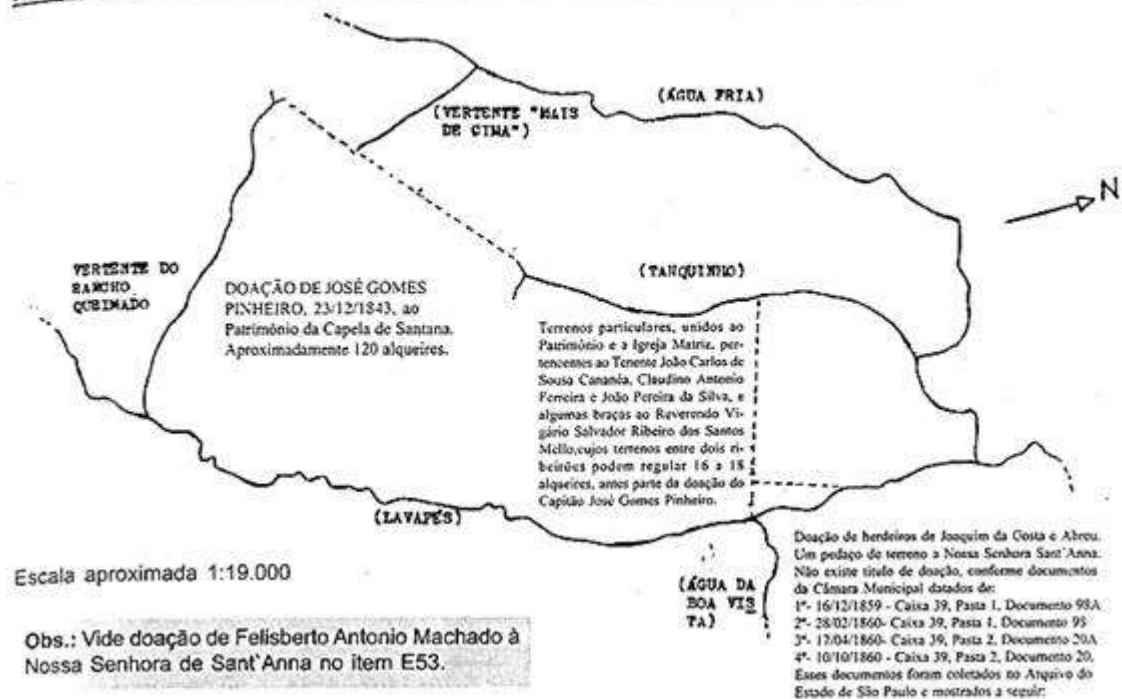 (ÁGUA FRIA)
(VERTENTE "MAIS
DE CIMA")
N
VERTENTE DO
RANCHO
QUEIMADO
DOAÇÃO DE JOSÉ GOMES
PINHEIRO, 23/12/1843, ao
Patrimônio da Capela de Santana.
Aproximadamente 120 alqueires.
(TANQUINHO)
Terrenos particulares, unidos ao
Patrimônio e a Igreja Matriz, per-
tencentes ao Tenente João Carlos de
Sousa Cananéa, Claudino Antonio
Ferreira e João Pereira da Silva, e
algumas braças ao Reverendo Vi-
gário Salvador Ribeiro dos Santos
Mello,cujos terrenos entre dois ri-
beirões podem regular 16 a 18
alqueires, antes parte da doação do
Capitão José Gomes Pinheiro.
(LAVAPÉS)
(ÁGUA DA
BOA VIS
TA)
Escala aproximada 1:19.000
Obs.: Vide doação de Felisberto Antonio Machado à
Nossa Senhora de Sant'Anna no item E53.
Doação de herdeiros de Joaquim da Costa e Abreu.
Um pedaço de terreno a Nossa Senhora Sant'Anna.
Não existe título de doação, conforme documentos
da Câmara Municipal datados de:
1º- 16/12/1859 - Caixa 39, Pasta 1, Documento 98A
2º- 28/02/1860- Caixa 39, Pasta 1, Documento 95
3º- 17/04/1860- Caixa 39, Pasta 2, Documento 20A
4º- 10/10/1860 - Caixa 39, Pasta 2, Documento 20.
Esses documentos foram coletados no Arquivo do
Estado de São Paulo e mostrados a seguir: